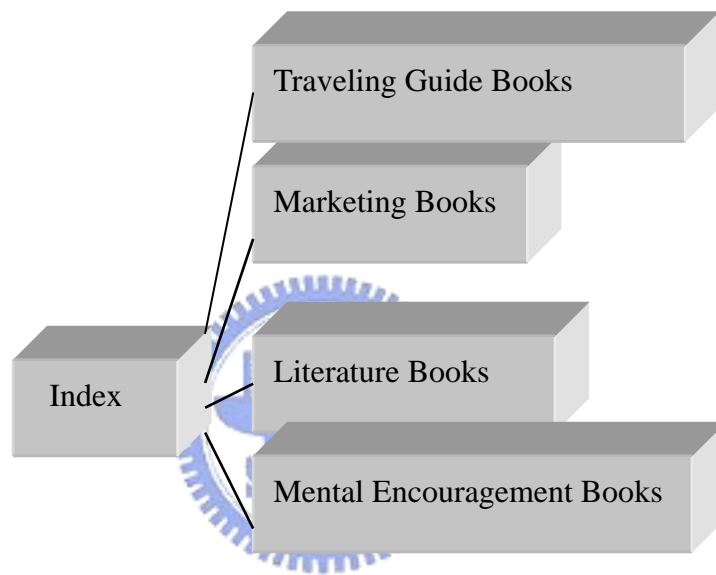 Traveling Guide Books
Marketing Books
Literature Books
Index
Mental Encouragement Books